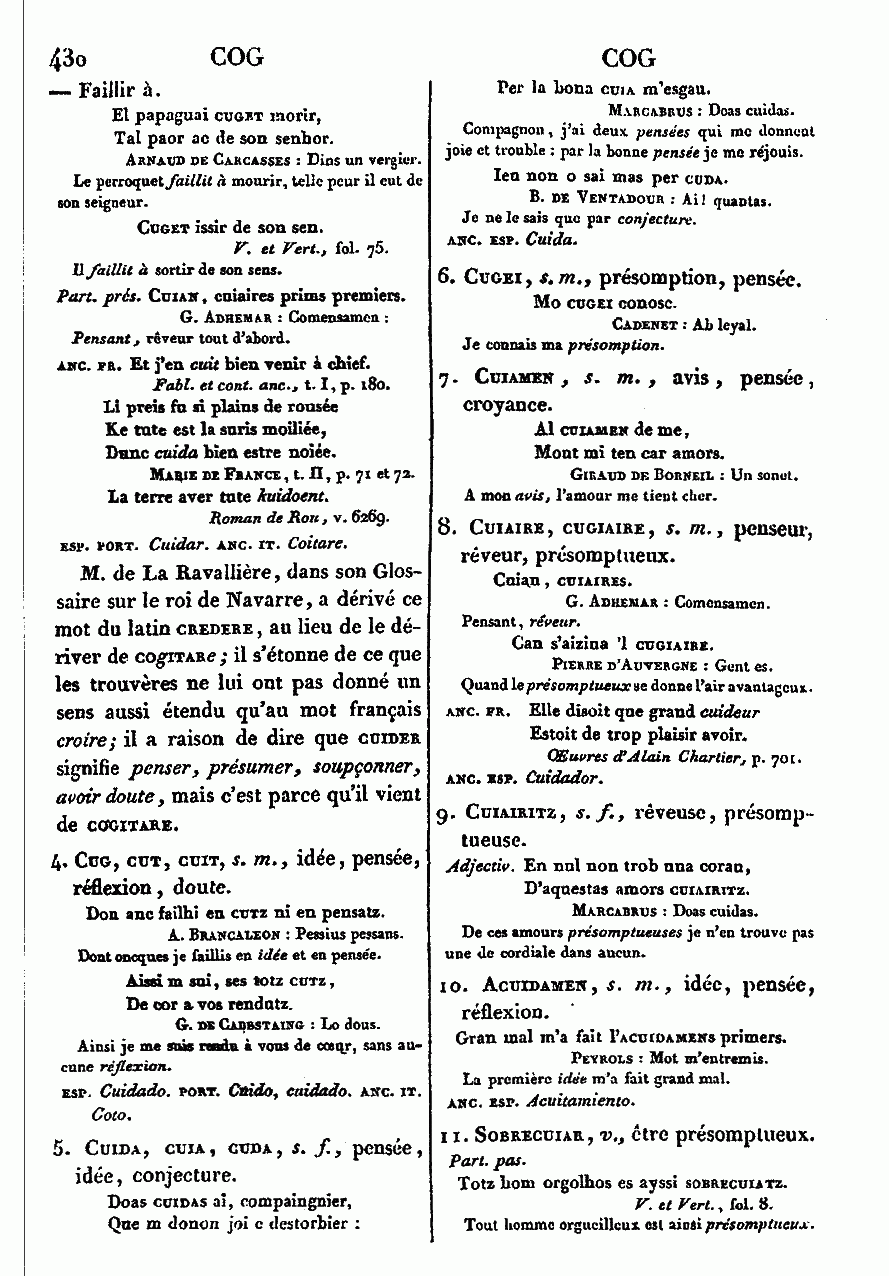 430 COG COG
— Faillir à.
El papaguai cuget morir,
Tal paor ac de son senhor.
Arnaud de Carcasses : Dins un vergier.
Le perroquet faillit à mourir, telle peur il eut de
son seigneur.
Cuget issir de son sen.
V. et Vert., fol. 75.
Il faillit à sortir de son sens.
Part. prés. Cuian, cuiaires prims premiers.
G. Adhemar : Comensamen :
Pensant, rêveur tout d'abord.
anc. fr. Et j'en cuit bien venir à chief.
Fabl. et cont. anc., t. I, p. 180.
Li preis fu si plains de rousée
Ke tute est la suris moiliée,
Dunc cuida bien estre noiée.
Marie de France, t. II, p. 71 et 72.
La terre aver tute kuidoent.
Roman de Rou, v. 6269.
esp. port. Cuidar. anc. it. Coitare.
M. de La Ravallière, dans son Glos-
saire sur le roi de Navarre, a dérivé ce
mot du latin credere, au lieu de le dé-
river de cogitare; il s'étonne de ce que
les trouvères ne lui ont pas donné un
sens aussi étendu qu'au mot français
croire; il a raison de dire que cuider
signifie penser, présumer, soupçonner,
avoir doute, mais c'est parce qu'il vient
de cogitare.
4. Cug, cut, cuit, s. m., idée, pensée,
réflexion, doute.
Don anc failhi en cutz ni en pensatz.
A. Brancaleon : Pessius pessans.
Dont oncques je faillis en idée et en pensée.
Aissi m sui, ses totz cutz,
De cor a vos rendutz.
G. de Cabestaing : Lo dous.
Ainsi je me suis rendu à vous de cœur, sans au-
cune réflexion.
esp. Cuidado. port. Cuido, cuidado. anc. it.
Coto.
5. Cuida, cuia, cuda, s. f., pensée,
idée, conjecture.
Doas cuidas ai, compaingnier,
Que m donon joi e destorbier :
Per la bona cuia m'esgau.
Marcabrus : Doas cuidas.
Compagnon, j'ai deux pensées qui me donnent
joie et trouble : par la bonne pensée je me réjouis.
Ieu non o sai mas per cuda.
B. de Ventadour : Ai! quantas.
Je ne le sais que par conjecture.
anc. esp. Cuida.
6. Cugei, s. m., présomption, pensée.
Mo cugei conosc.
Cadenet : Ab leyal.
Je connais ma présomption.
7. Cuiamen, s. m., avis, pensée,
croyance.
Al cuiamen de me,
Mout mi ten car amors.
Giraud de Borneil : Un sonet.
A mon avis, l'amour me tient cher.
8. Cuiaire, cugiaire, s. m., penseur,
rêveur, présomptueux.
Cuian, cuiaires.
G. Adhemar : Comensamen.
Pensant, rêveur.
Can s'aizina 'l cugiaire.
Pierre d'Auvergne : Gent es.
Quand le présomptueux se donne l'air avantageux.
anc. fr. Elle disoit que grand cuideur
Estoit de trop plaisir avoir.
Œuvres d'Alain Chartier, p. 701.
anc. esp. Cuidador.
9. Cuiairitz, s. f., rêveuse, présomp-
tueuse.
Adjectiv. En nul non trob una corau,
D'aquestas amors cuiairitz.
Marcabrus : Doas cuidas.
De ces amours présomptueuses je n'en trouve pas
une de cordiale dans aucun.
10. Acuidamen, s. m., idée, pensée,
réflexion.
Gran mal m'a fait l'acuidamens primers.
Peyrols : Mot m'entremis.
La première idée m'a fait grand mal.
anc. esp. Acuitamiento.
11. Sobrecuiar, v., être présomptueux.
Part. pas.
Totz hom orgolhos es ayssi sobrecuiatz.
V. et Vert., fol. 8.
Tout homme orgueilleux est ainsi présomptueux.